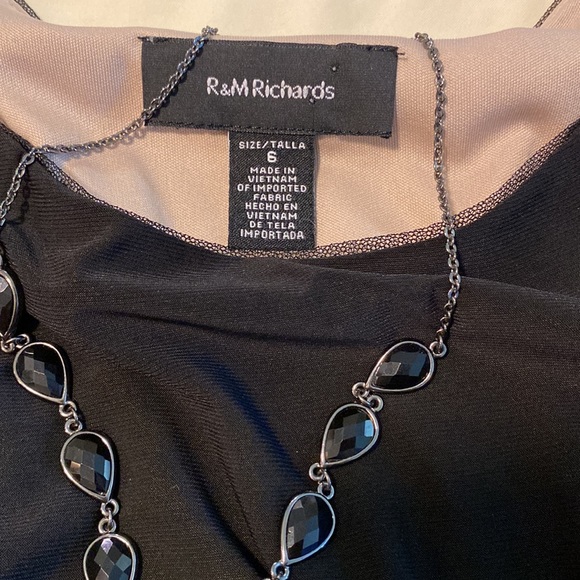 R&M Richards
SIZE/TALLA
6
MADE IN
VIETNAM
OF IMPORTED
FABRIC
HECHO EN
VIETNAM
DE TELA
IMPORTADA